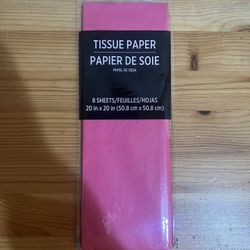 TISSUE PAPER
PAPIER DE SOIE
PAPEL DE SEDA
8 SHEETS/FEUILLES/HOJAS
20 in x 20 in (50.8 cm x 50.8 cm)